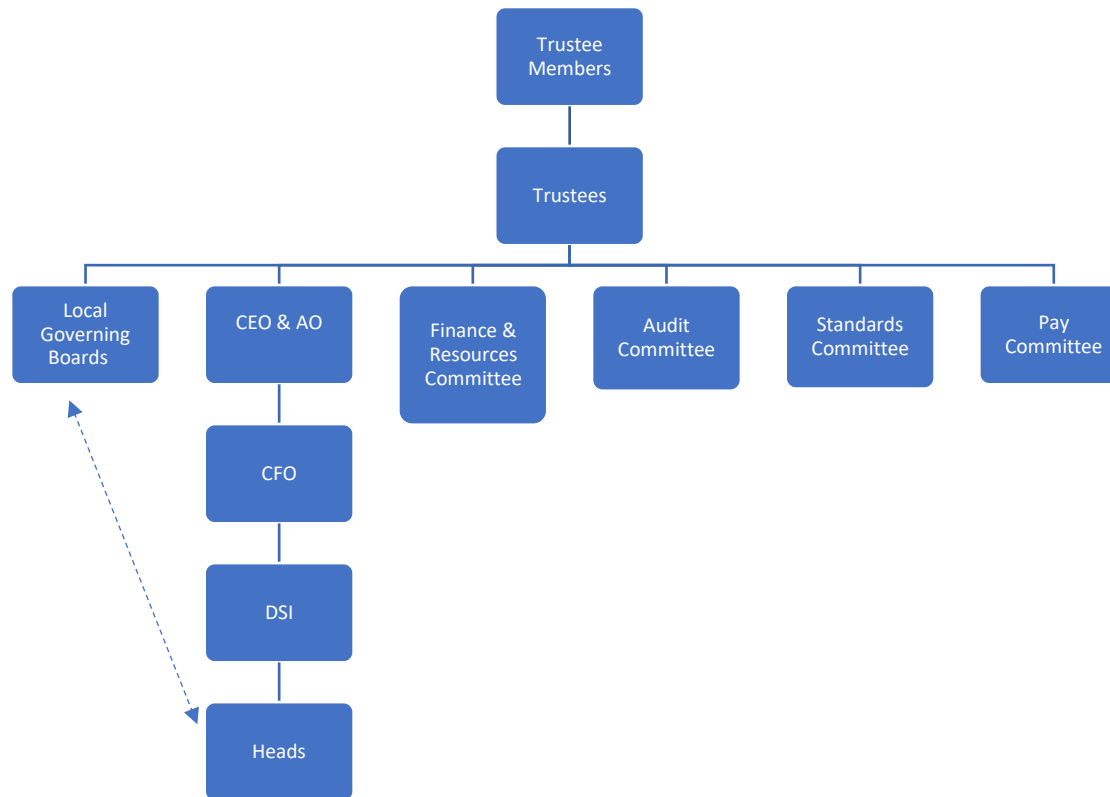 Trustee
Members
Trustees
Local
Governing
Boards
CEO & AO
Finance &
Resources
Committee
Audit
Committee
Standards
Committee
Pay
Committee
CFO
DSI
Heads